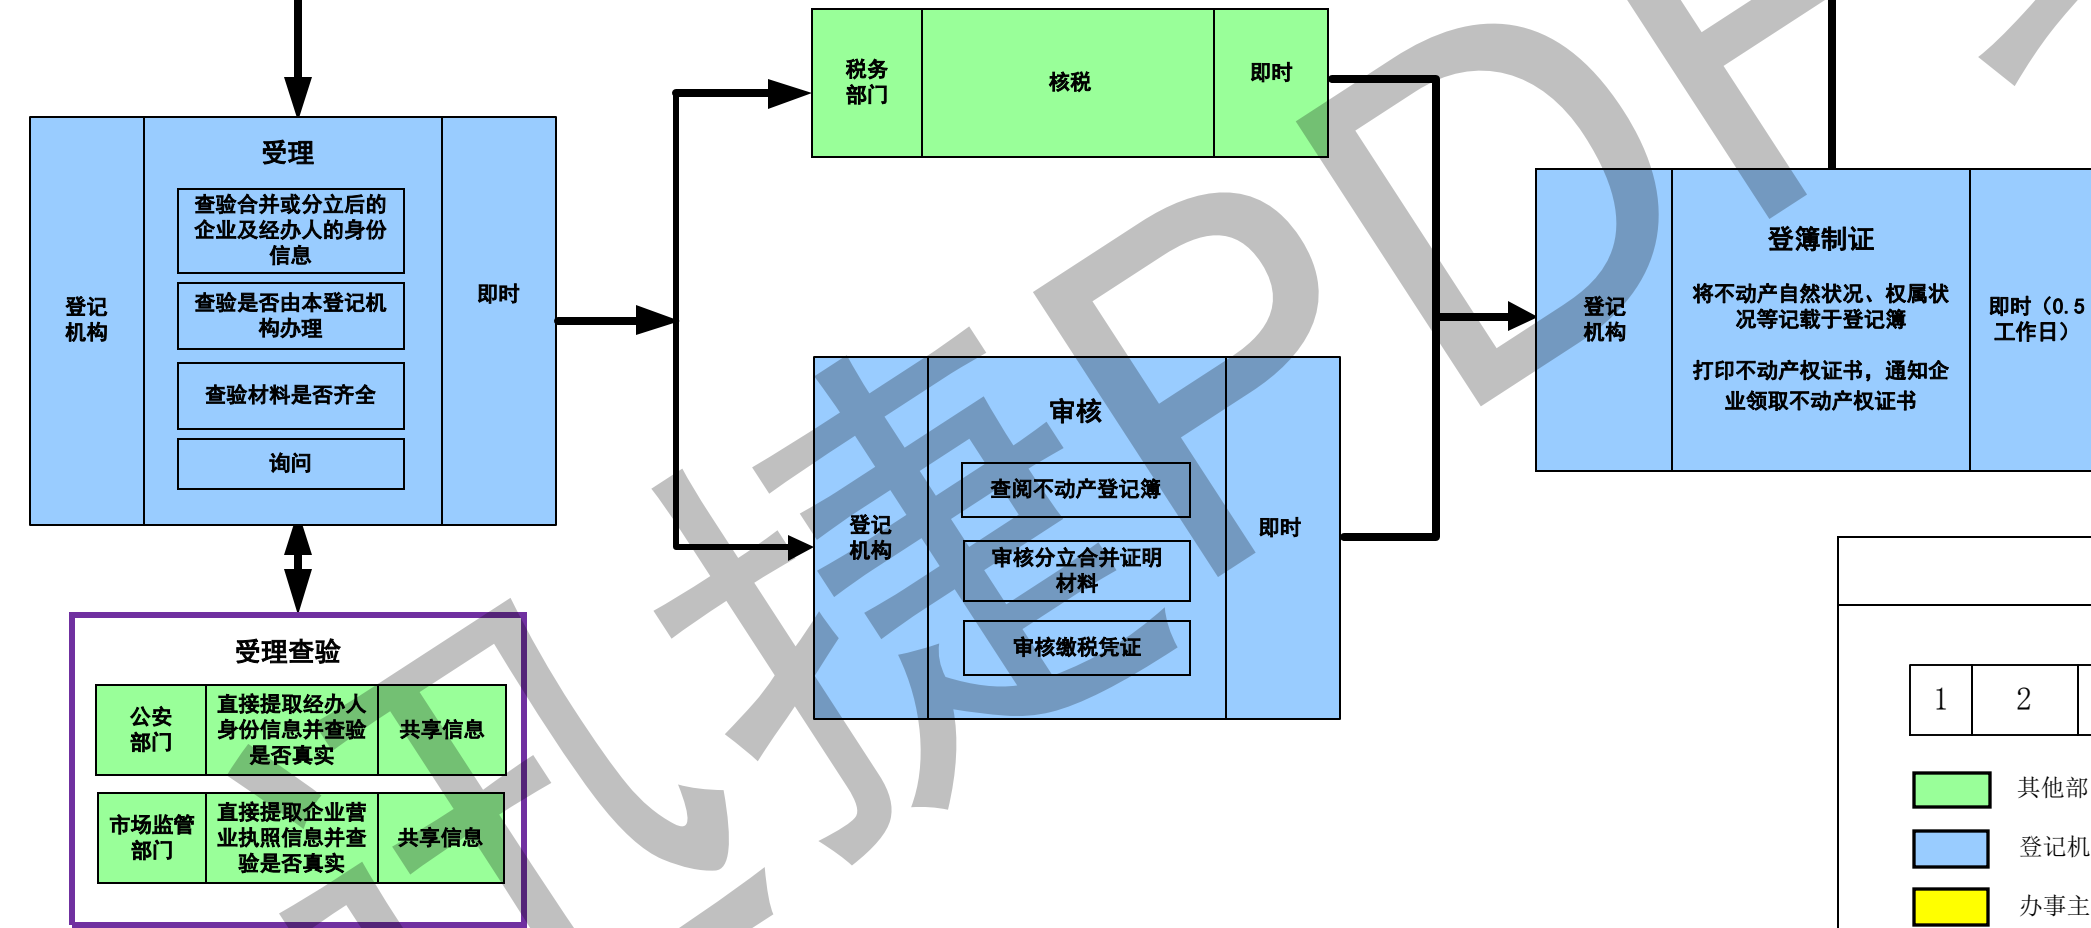 税务
部门
核税
即时
受理
查验合并或分立后的
企业及经办人的身份
信息
查验是否由本登记机
构办理
查验材料是否齐全
询问
登记
机构
即时
登簿制证
将不动产自然状况、权属状
况等记载于登记簿
打印不动产权证书，通知企
业领取不动产权证书
登记
机构
即时（0.5
工作日）
审核
查阅不动产登记簿
审核分立合并证明
材料
审核缴税凭证
登记
机构
即时
受理查验
公安
部门
直接提取经办人
身份信息并查验
是否真实
共享信息
市场监管
部门
直接提取企业营
业执照信息并查
验是否真实
共享信息
1
2
其他部
登记机
办事主
迅捷PDF